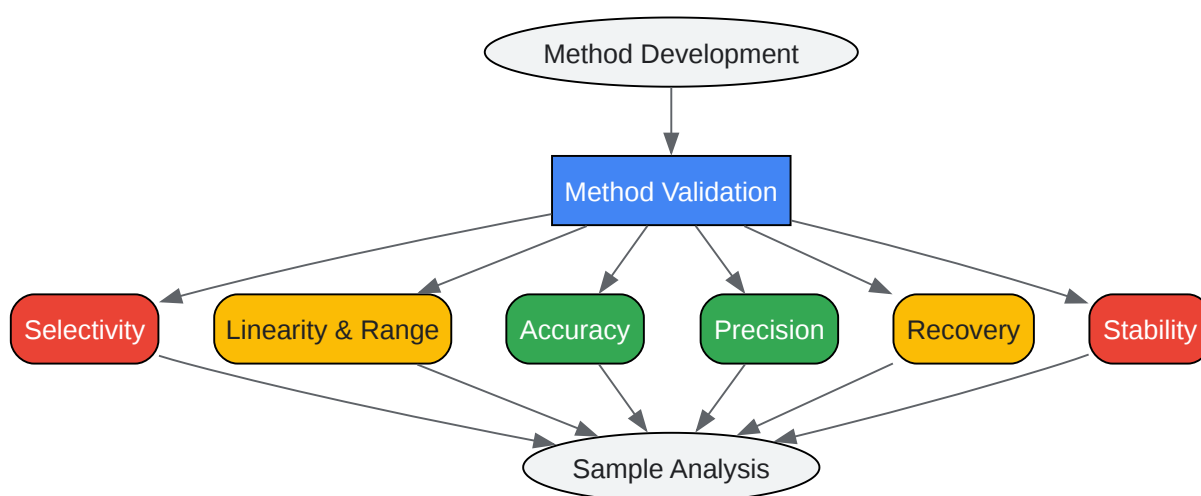 Method Development
Method Validation
Selectivity
Linearity & Range
Accuracy
Precision
Recovery
Stability
Sample Analysis